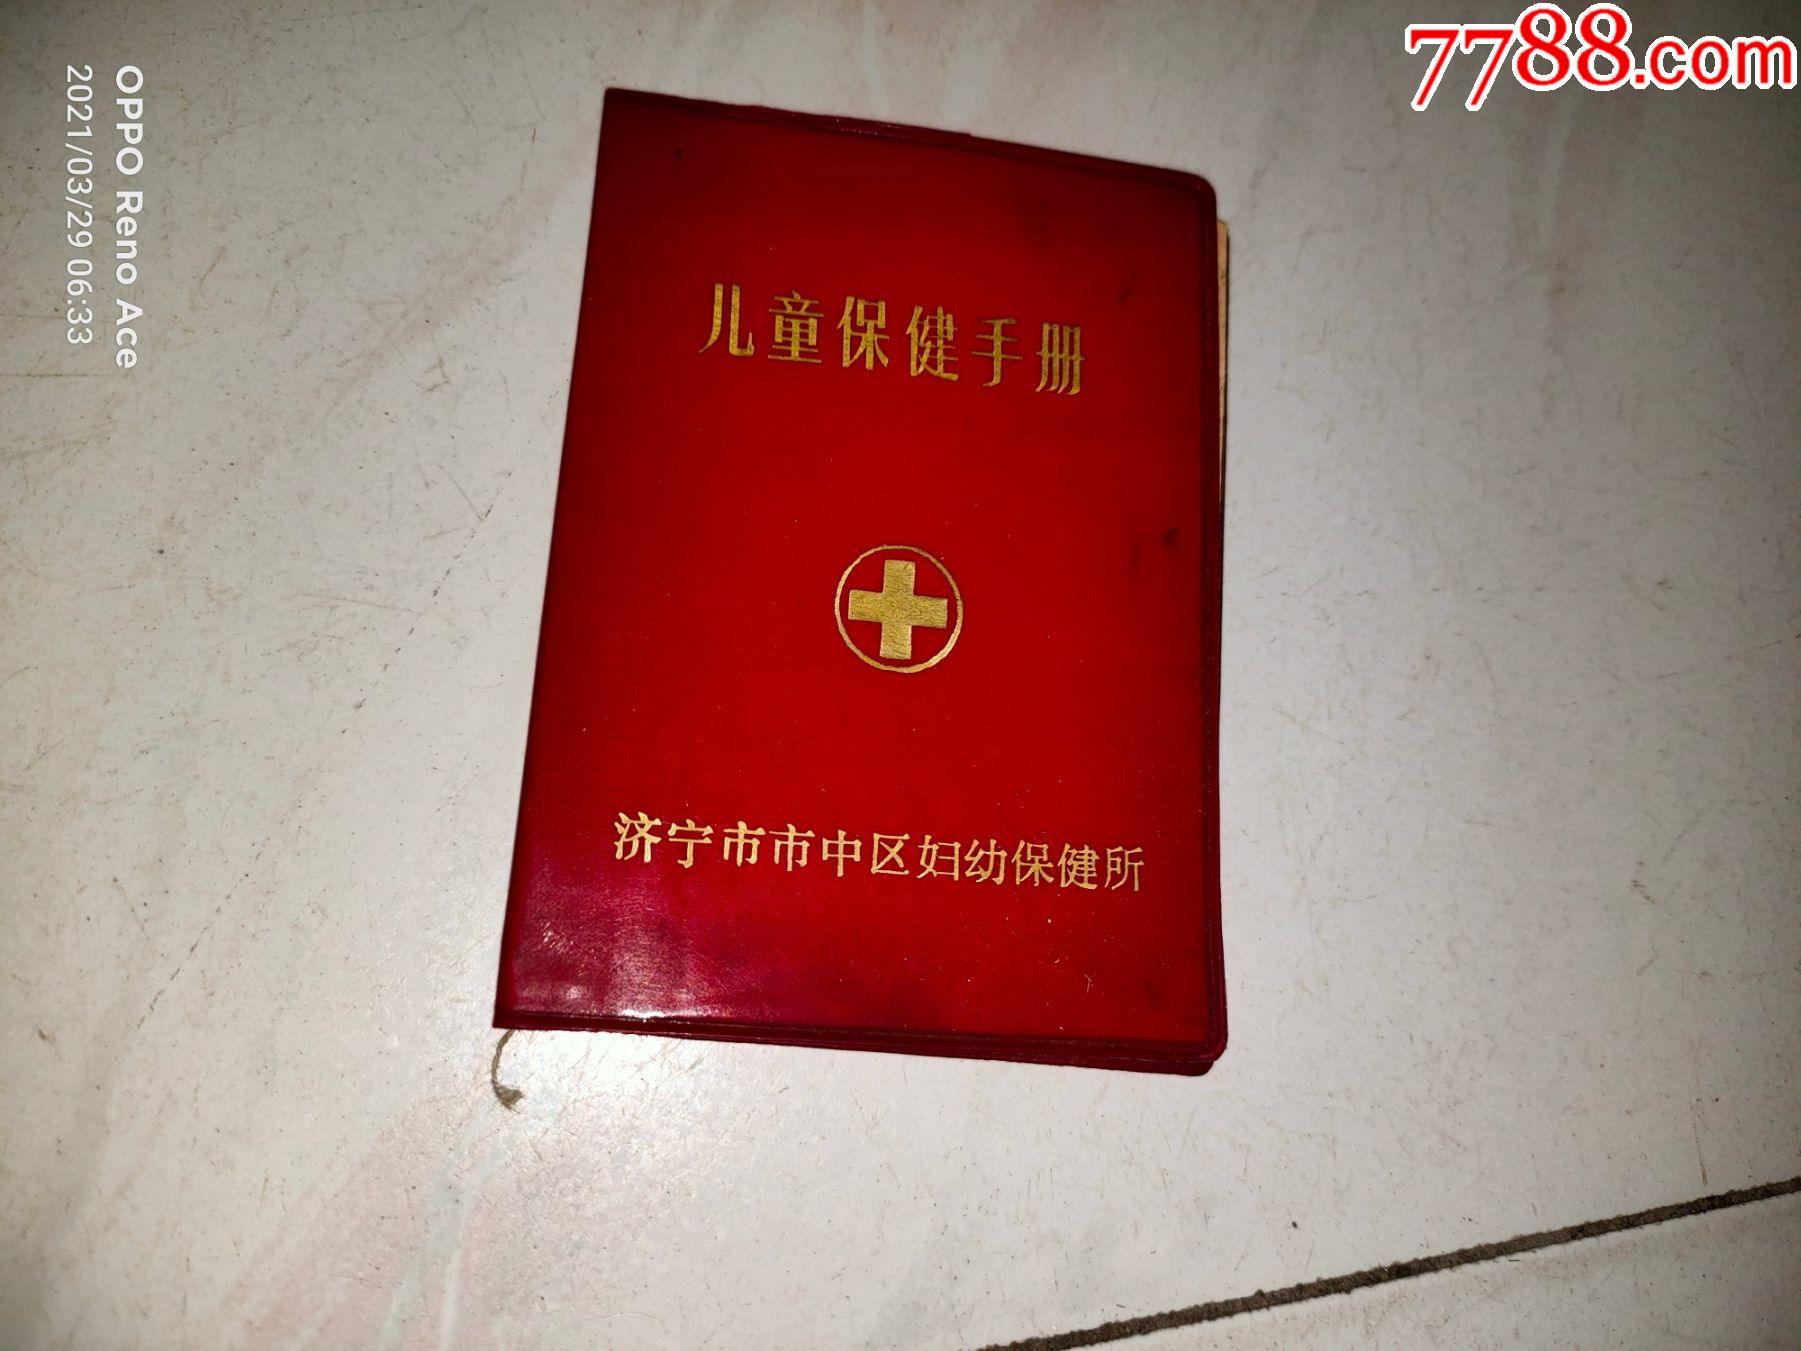 7788.com
OPPO Reno Ace
2021/03/29 06:33
儿童保健手册
济宁市市中区妇幼保健所